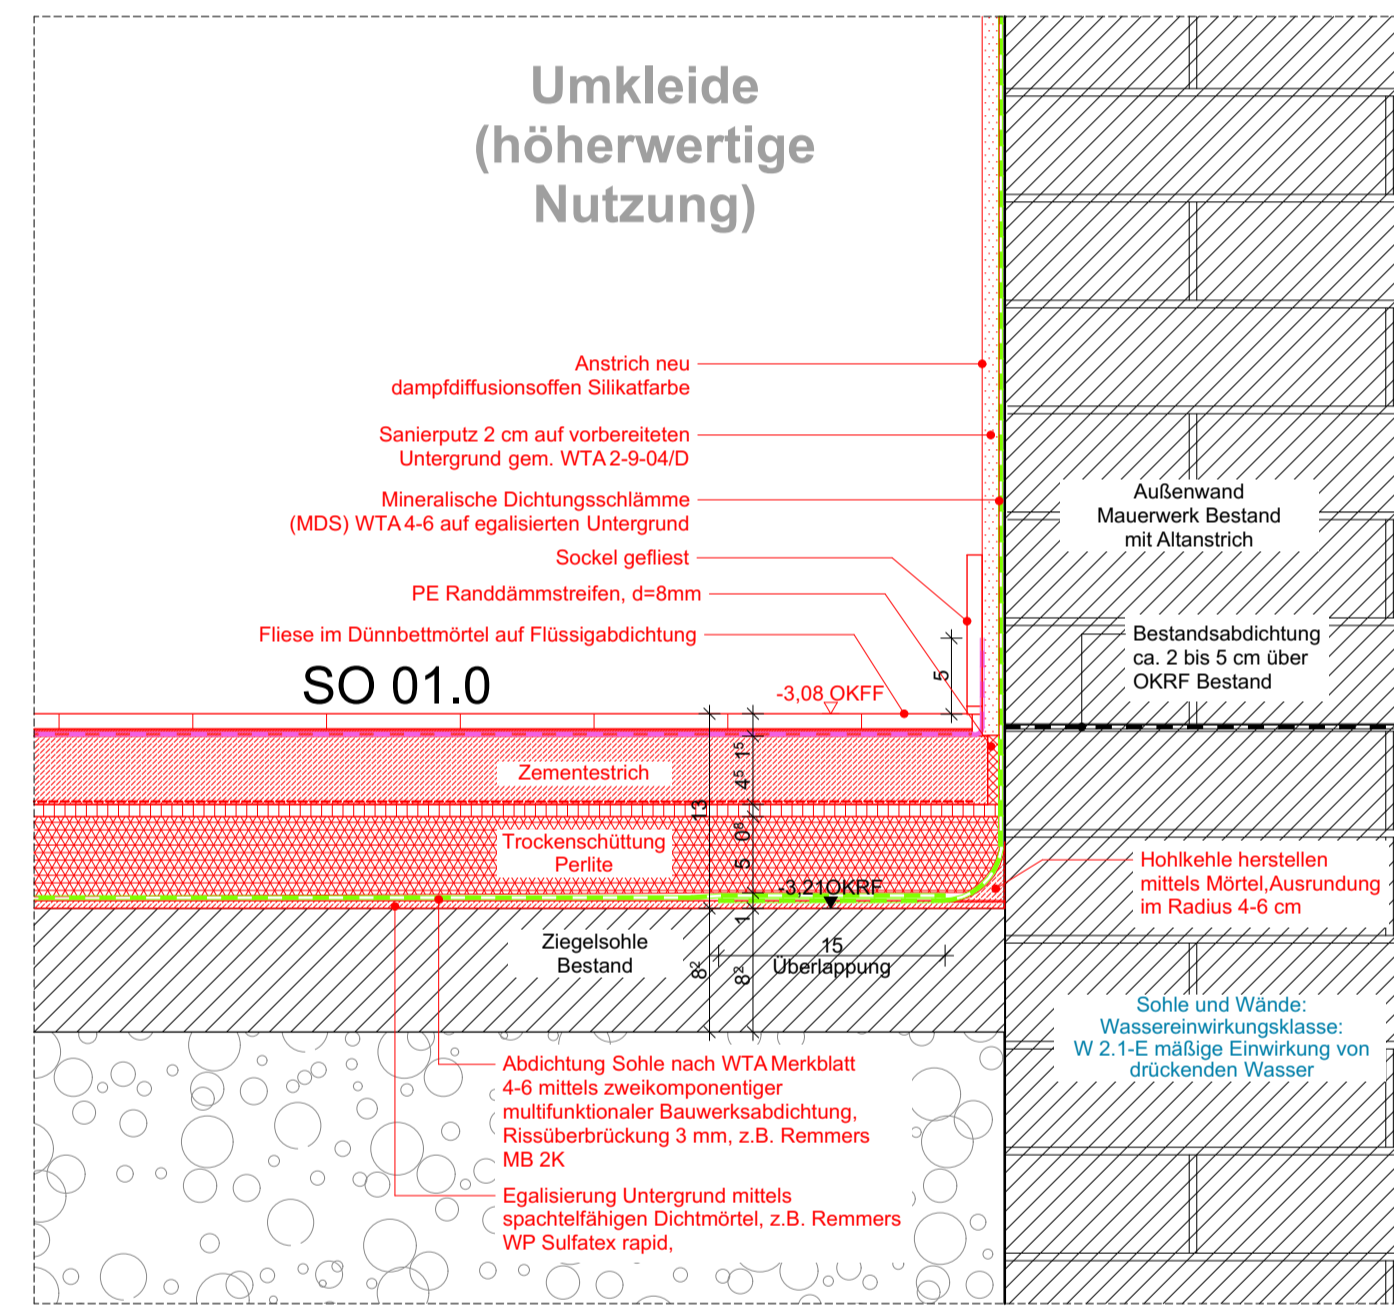 Umkleide
(höherwertige
Nutzung)
Anstrich neu
dampfdiffusionsoffen Silikatfarbe
Sanierputz 2 cm auf vorbereiteten
Untergrund gem. WTA 2-9-04/D
Mineralische Dichtungsschlämme
(MDS) WTA 4-6 auf egalisierten Untergrund
Sockel gefliest
PE Randdämmstreifen, d=8mm
Fliese im Dünnbettmörtel auf Flüssigabdichtung
SO 01.0
-3,08 OKFF
5
Außenwand
Mauerwerk Bestand
mit Altanstrich
Bestandsabdichtung
ca. 2 bis 5 cm über
OKRF Bestand
Zementestrich
Trockenschüttung
Perlite
13
1⁵
4⁵
0⁸
5
1
8²
8²
-3,21OKRF
Hohlkehle herstellen
mittels Mörtel,Ausrundung
im Radius 4-6 cm
Ziegelsohle
Bestand
15
Überlappung
Sohle und Wände:
Wassereinwirkungsklasse:
W 2.1-E mäßige Einwirkung von
drückenden Wasser
Abdichtung Sohle nach WTA Merkblatt
4-6 mittels zweikomponentiger
multifunktionaler Bauwerksabdichtung,
Rissüberbrückung 3 mm, z.B. Remmers
MB 2K
Egalisierung Untergrund mittels
spachtelfähigen Dichtmörtel, z.B. Remmers
WP Sulfatex rapid,